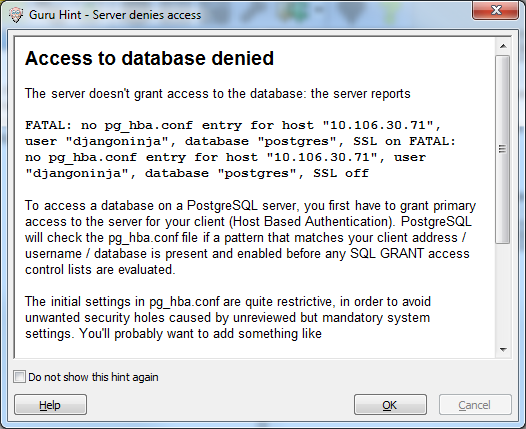 Guru Hint - Server denies access
Access to database denied
The server doesn't grant access to the database: the server reports
FATAL: no pg_hba.conf entry for host "10.106.30.71",
user "djangoninja", database "postgres", SSL on FATAL:
no pg_hba.conf entry for host "10.106.30.71", user
"djangoninja", database "postgres", SSL off
To access a database on a PostgreSQL server, you first have to grant primary
access to the server for your client (Host Based Authentication). PostgreSQL
will check the pg_hba.conf file if a pattern that matches your client address /
username / database is present and enabled before any SQL GRANT access
control lists are evaluated.
The initial settings in pg_hba.conf are quite restrictive, in order to avoid
unwanted security holes caused by unreviewed but mandatory system
settings. You'll probably want to add something like
Do not show this hint again
Help
OK
Cancel